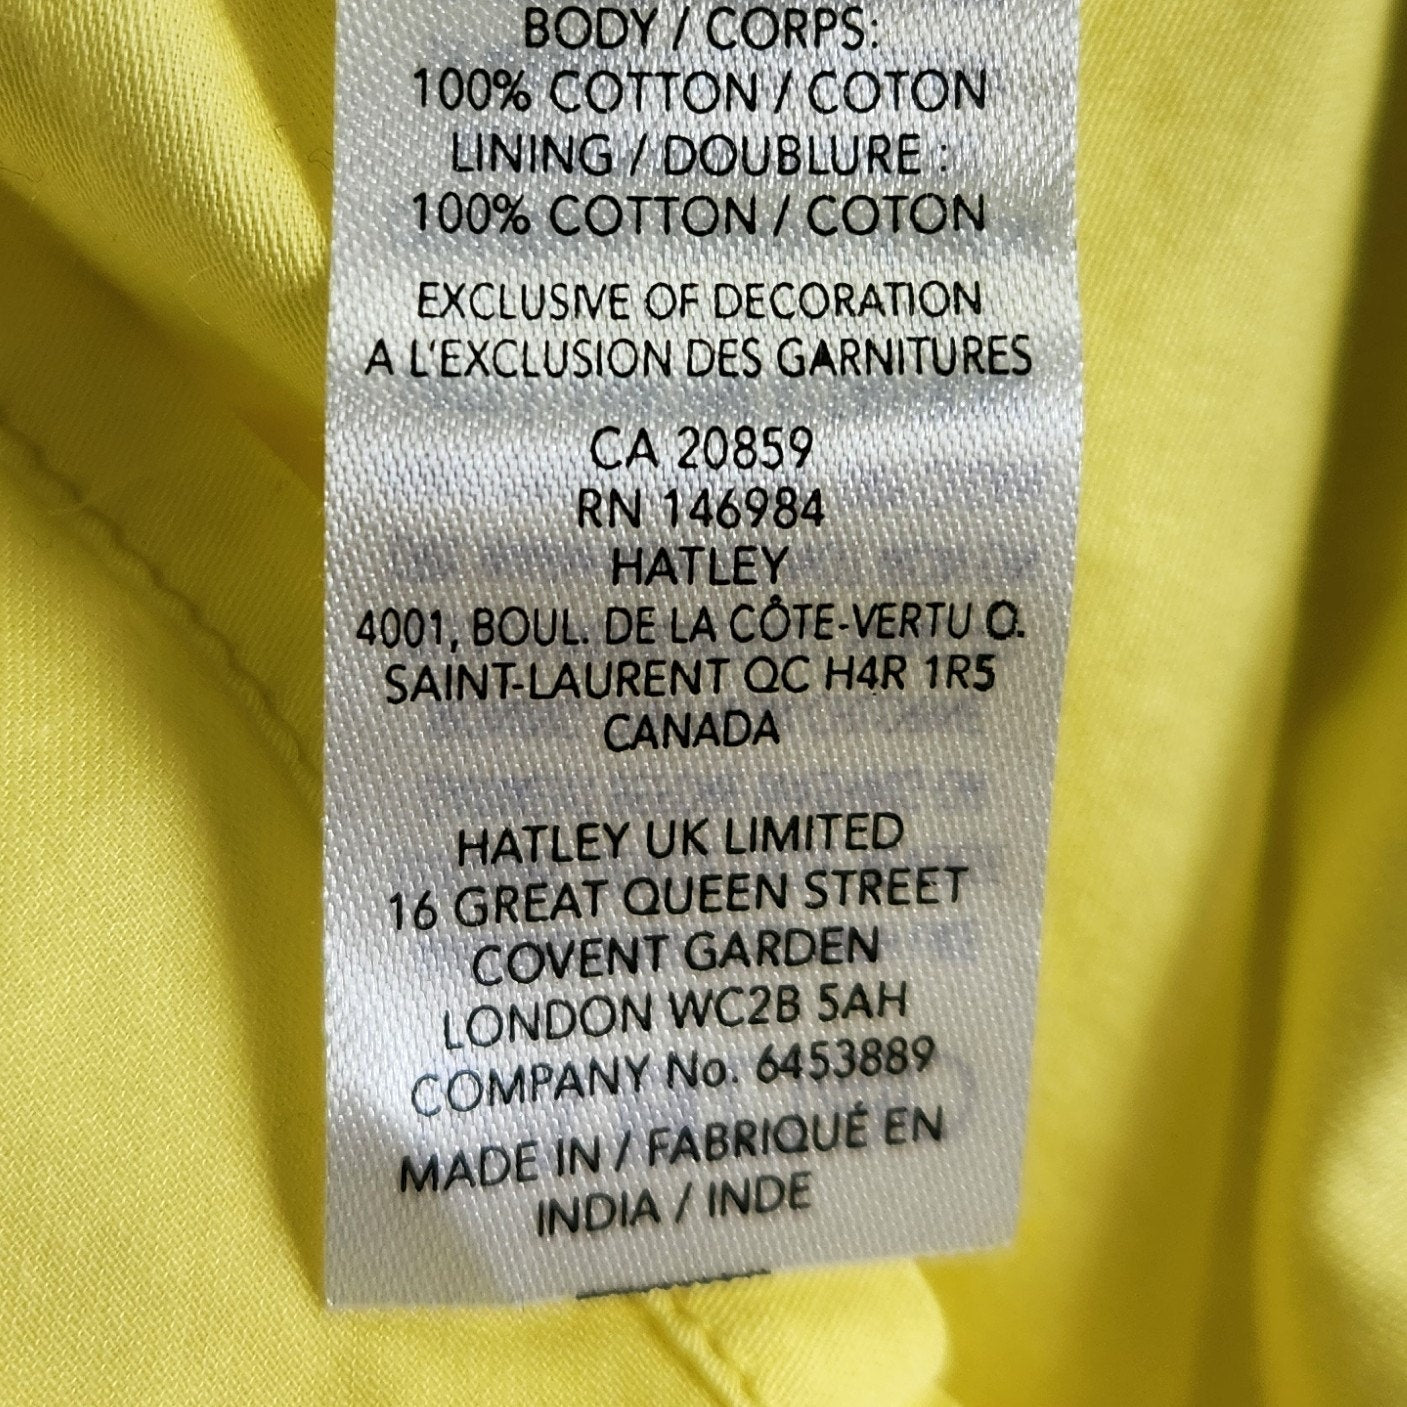 BODY / CORPS:
100% COTTON / COTON
LINING / DOUBLURE :
100% COTTON / COTON
EXCLUSIVE OF DECORATION
A L'EXCLUSION DES GARNITURES
CA 20859
RN 146984
HATLEY
4001, BOUL. DE LA CÔTE-VERTU O.
SAINT-LAURENT QC H4R 1R5
CANADA
HATLEY UK LIMITED
16 GREAT QUEEN STREET
COVENT GARDEN
LONDON WC2B 5AH
COMPANY No. 6453889
MADE IN / FABRIQUÉ EN
INDIA / INDE